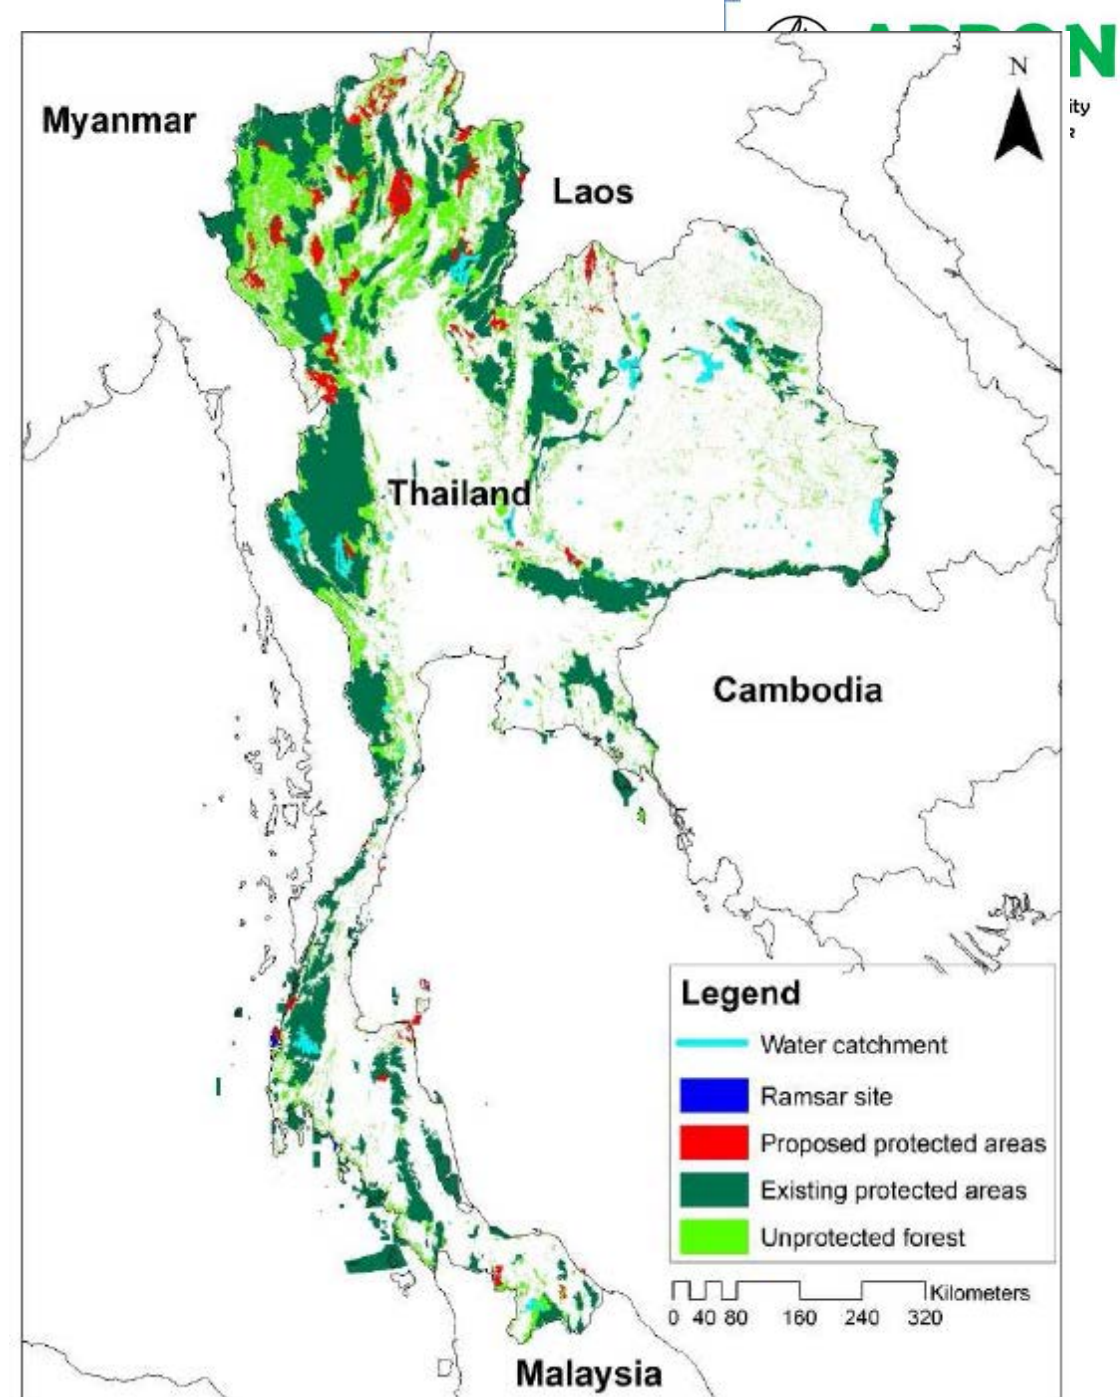 N
N
ity
Myanmar
Laos
Thailand
Cambodia
Legend
Water catchment
Ramsar site
Proposed protected areas
Existing protected areas
Unprotected forest
Kilometers
0 40 80 160 240 320
Malaysia